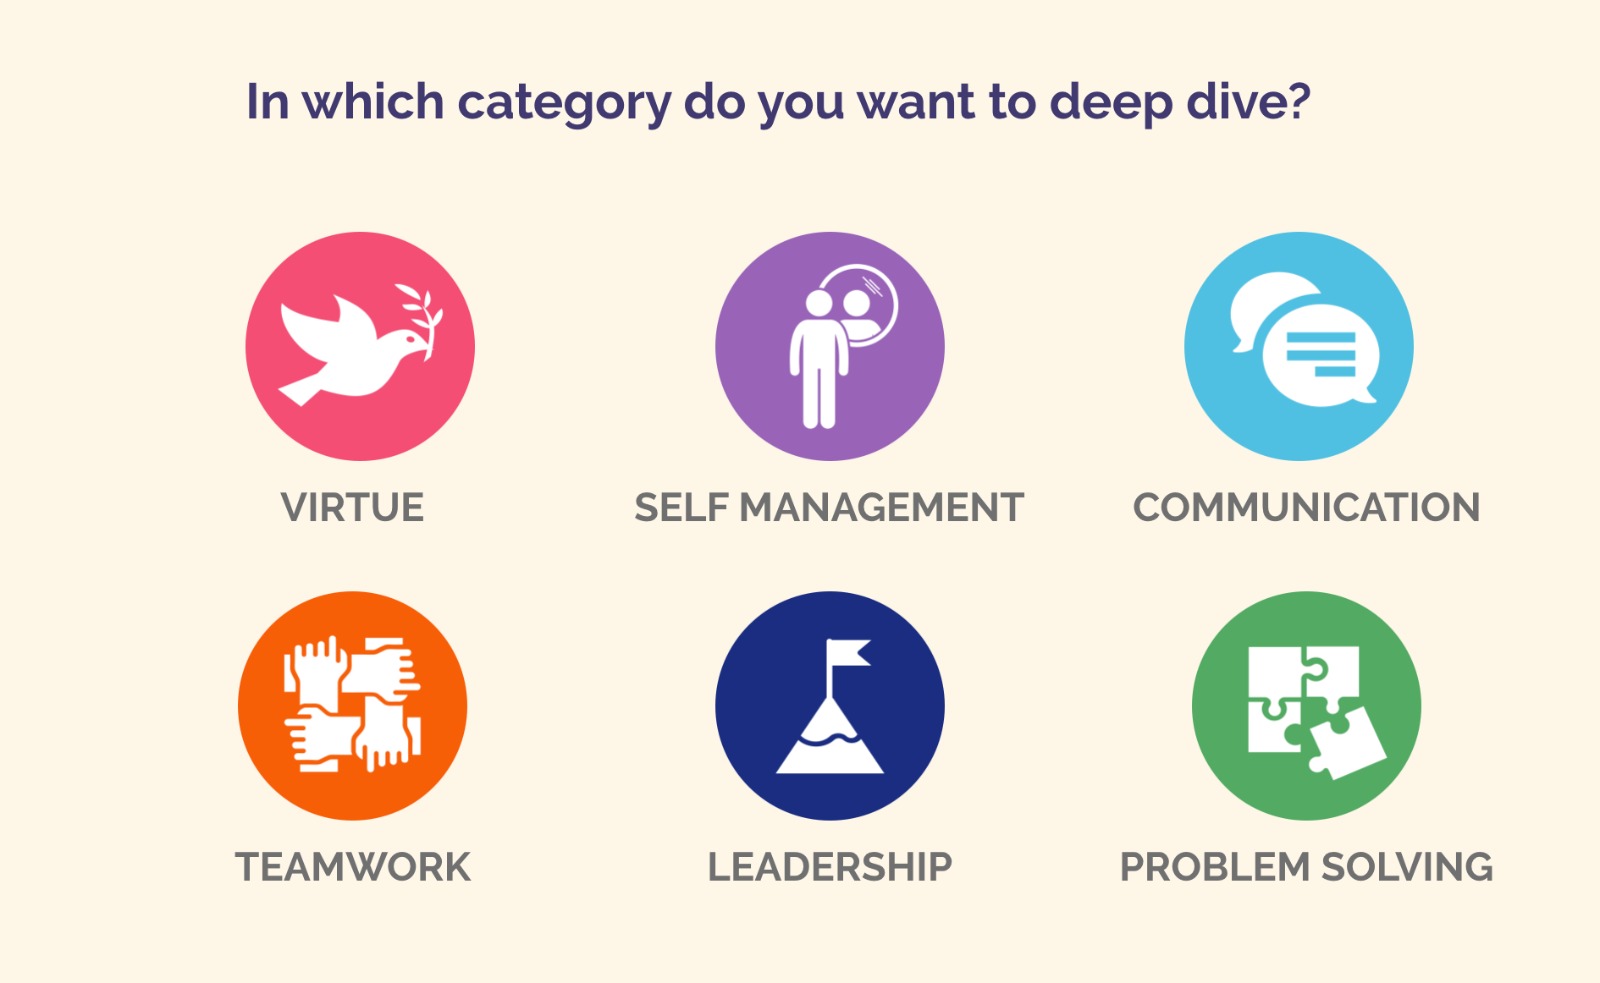 In which category do you want to deep dive?
VIRTUE
SELF MANAGEMENT
COMMUNICATION
TEAMWORK
LEADERSHIP
PROBLEM SOLVING